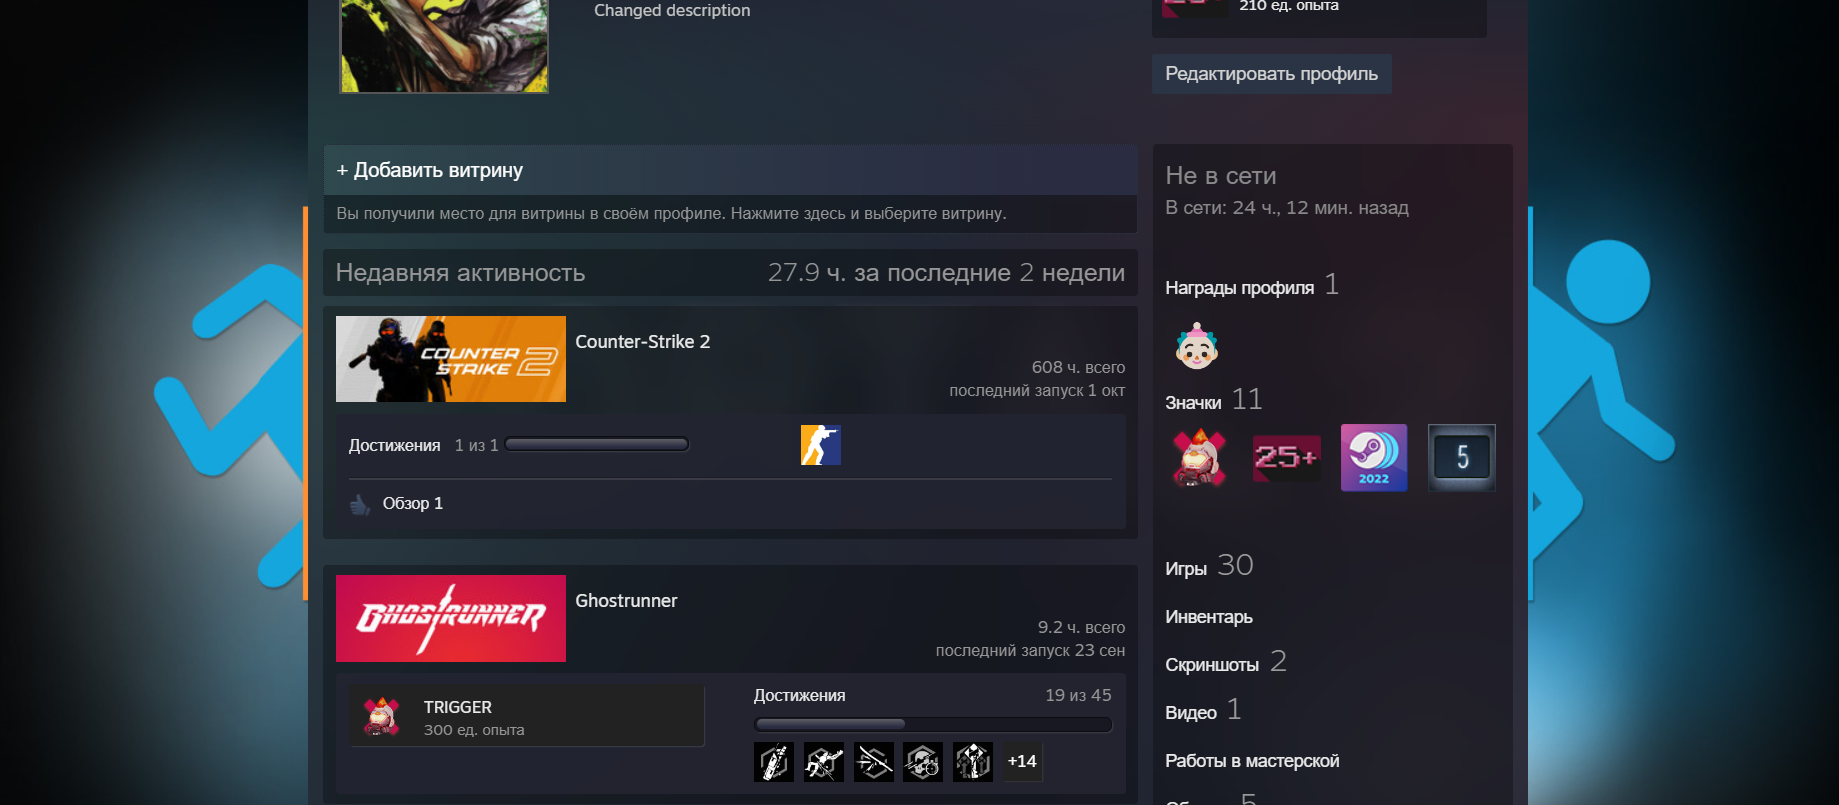 Changed description
210 ед. опыта
Редактировать профиль
+ Добавить витрину
Вы получили место для витрины в своём профиле. Нажмите здесь и выберите витрину.
Недавняя активность 27.9 ч. за последние 2 недели
COUNTER
STRIKE 2
Counter-Strike 2
608 ч. всего
последний запуск 1 окт
Достижения 1 из 1
Обзор 1
GHOSTRUNNER
Ghostrunner
9.2 ч. всего
последний запуск 23 сен
TRIGGER
300 ед. опыта
Достижения 19 из 45
+14
Не в сети
В сети: 24 ч., 12 мин. назад
Награды профиля 1
Значки 11
25+
2022
5
Игры 30
Инвентарь
Скриншоты 2
Видео 1
Работы в мастерской
5